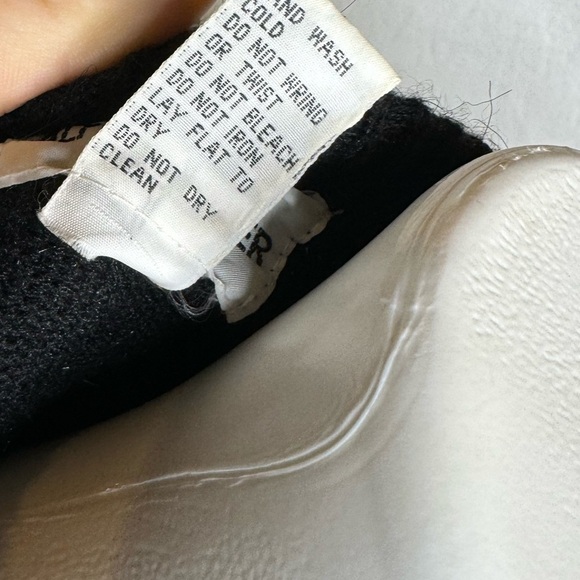 AND WASH
COLD
DO NOT WRING
OR TWIST
DO NOT BLEACH
DO NOT IRON
LAY FLAT TO
DRY
DO NOT DRY
CLEAN